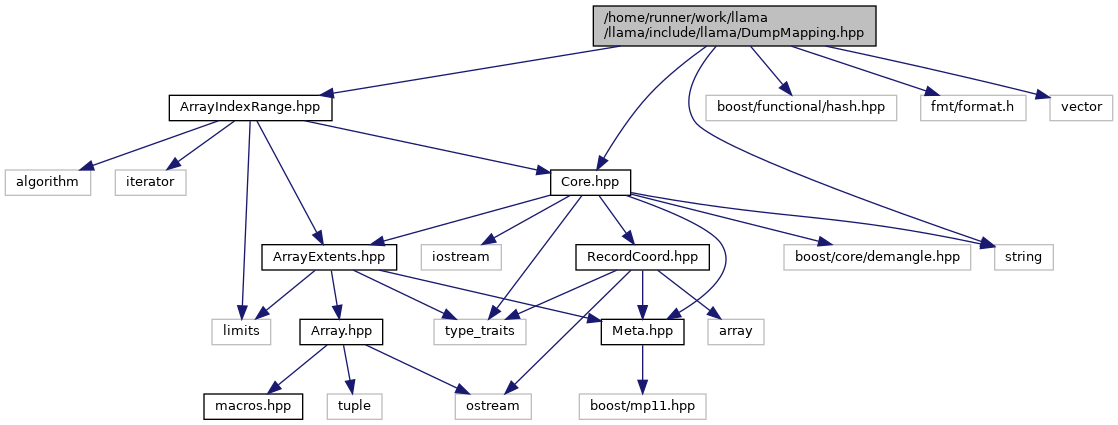 /home/runner/work/llama
/llama/include/llama/DumpMapping.hpp
ArrayIndexRange.hpp
boost/functional/hash.hpp
fmt/format.h
vector
algorithm
iterator
Core.hpp
ArrayExtents.hpp
iostream
RecordCoord.hpp
boost/core/demangle.hpp
string
limits
Array.hpp
type_traits
Meta.hpp
array
macros.hpp
tuple
ostream
boost/mp11.hpp